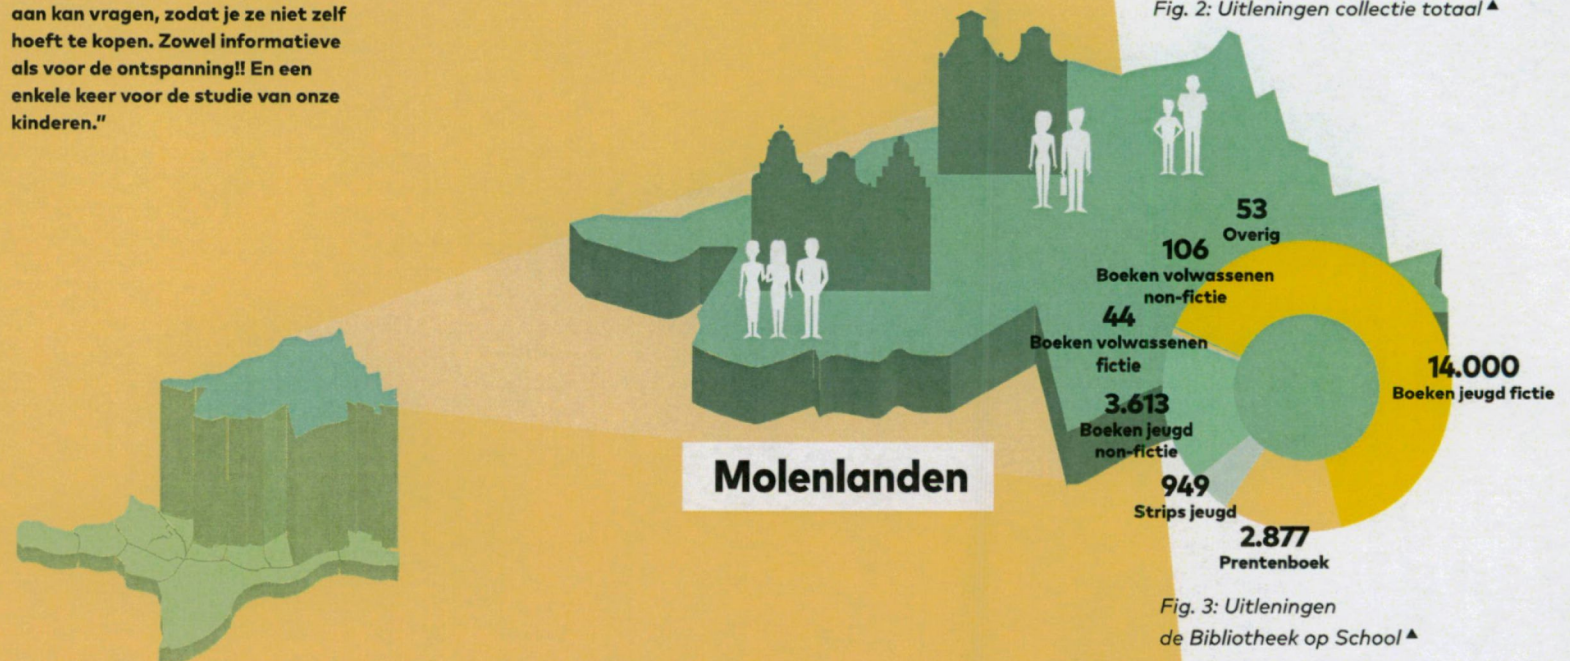 aan kan vragen, zodat je ze niet zelf
hoeft te kopen. Zowel informatieve
als voor de ontspanning!! En een
enkele keer voor de studie van onze
kinderen.”
Fig. 2: Uitleningen collectie totaal ▲
53
Overig
106
Boeken volwassenen
non-fictie
44
Boeken volwassenen
fictie
14.000
Boeken jeugd fictie
3.613
Boeken jeugd
non-fictie
949
Strips jeugd
2.877
Prentenboek
Molenlanden
Fig. 3: Uitleningen
de Bibliotheek op School ▲